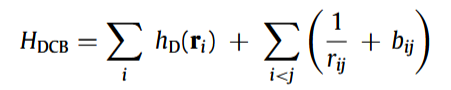 H_DCB = ∑_i h_D(r_i) + ∑_{i<j} (1/r_ij + b_ij)